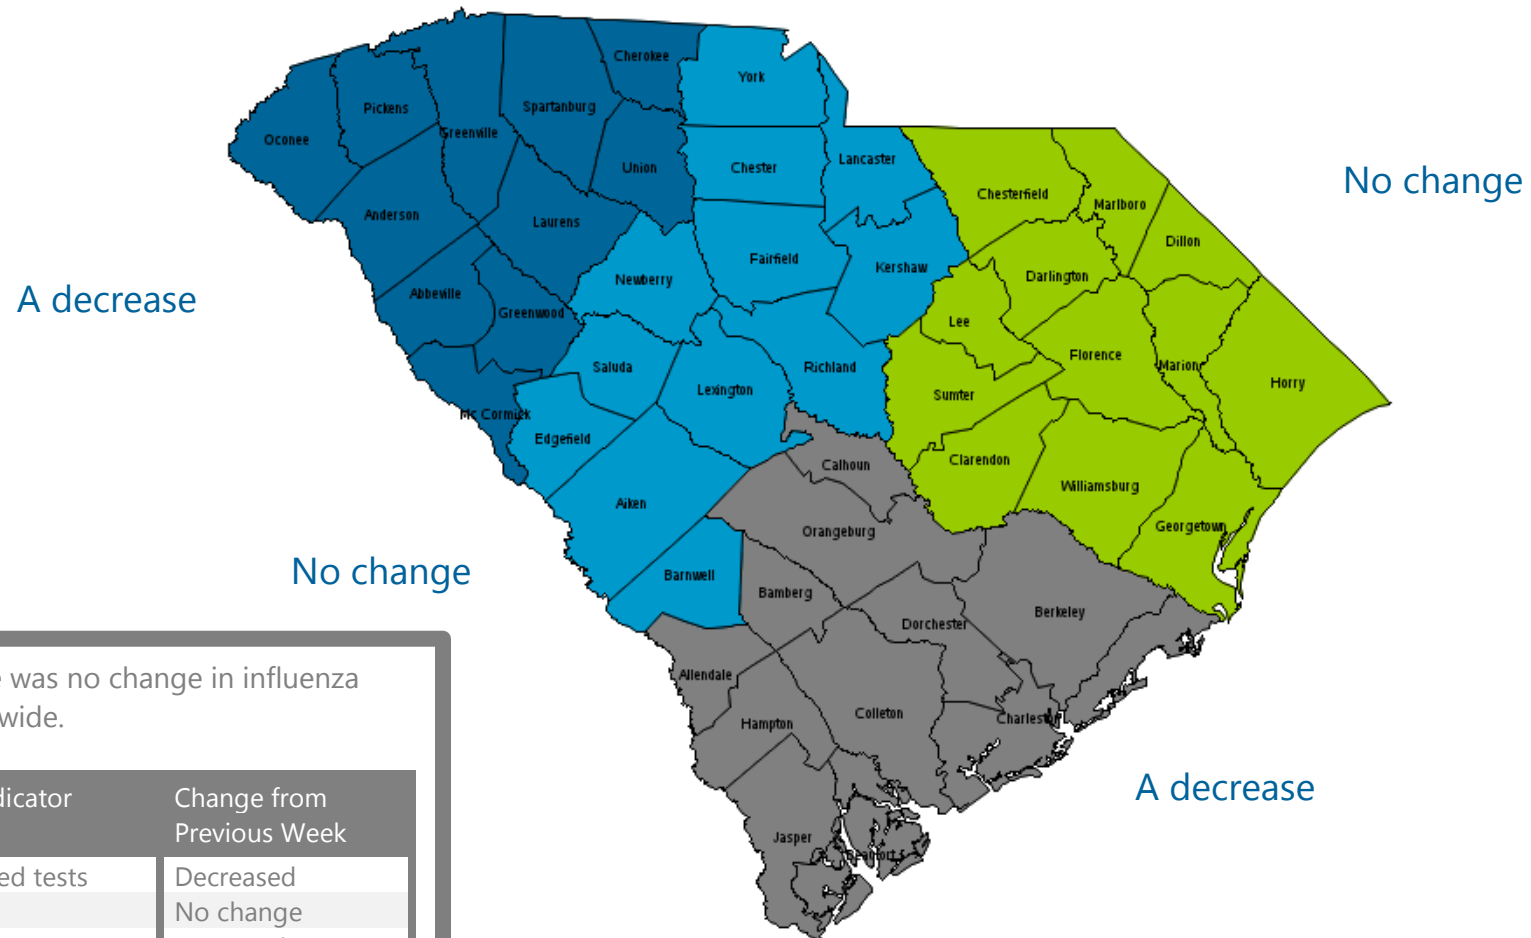 Cherokee
York
Pickens
Spartanburg
Greenville
Oconee
Union
Chester
Lancaster
No change
Chesterfield
Marlboro
Anderson
Laurens
Dillon
Fairfield
Kershaw
Darlington
Newberry
A decrease
Abbeville
Greenwood
Lee
Florence
Saluda
Richland
Marion
Horry
Lexington
Sumter
Mc Cormick
Edgefield
Clarendon
Calhoun
Williamsburg
Aiken
Orangeburg
Georgetown
No change
Barnwell
Bamberg
Berkeley
Dorchester
Allendale
Colleton
Charleston
Hampton
A decrease
Jasper
Beaufort
was no change in influenza
wide.
dicator
Change from
Previous Week
ed tests
Decreased
No change